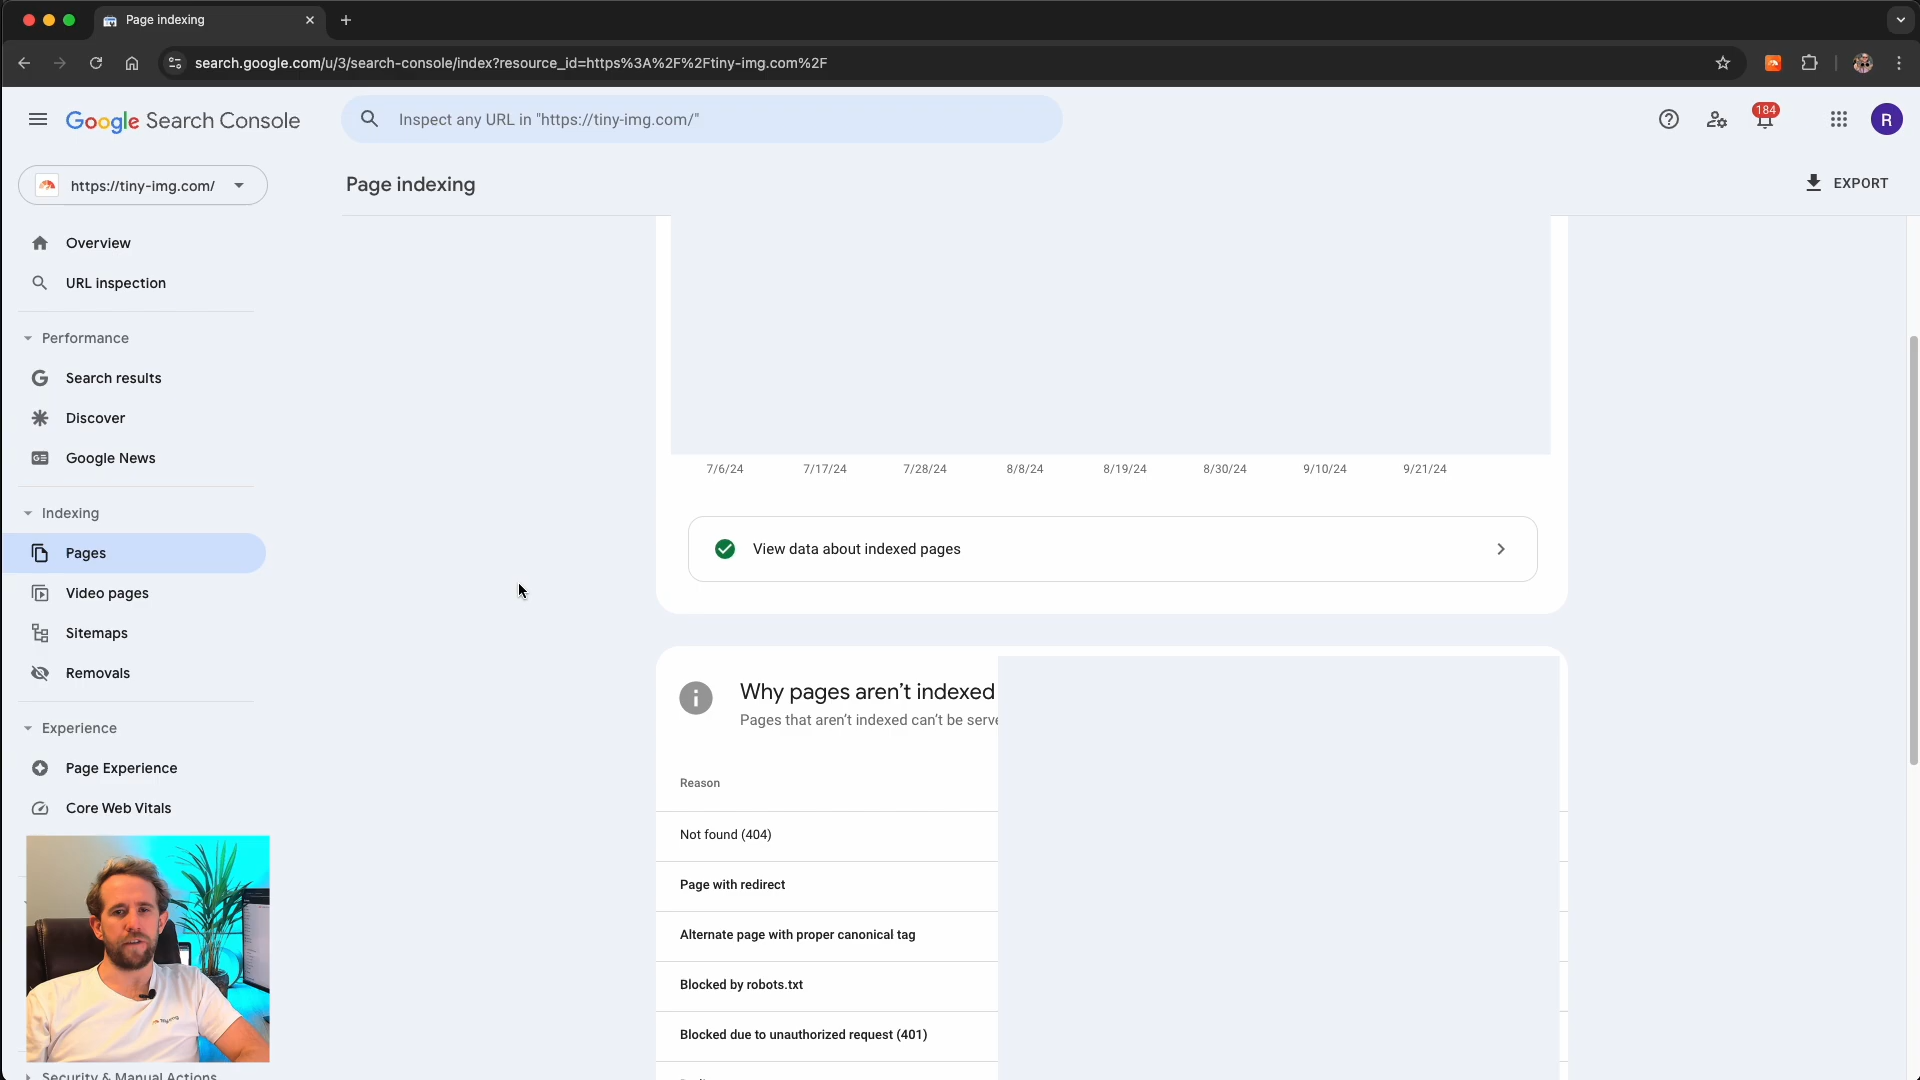 Page indexing
search.google.com/u/3/search-console/index?resource_id=https%3A%2F%2Ftiny-img.com%2F
Google Search Console
Inspect any URL in "https://tiny-img.com/"
184
R
https://tiny-img.com/
Page indexing
EXPORT
Overview
URL inspection
Performance
Search results
Discover
Google News
Indexing
Pages
Video pages
Sitemaps
Removals
Experience
Page Experience
Core Web Vitals
Security & Manual Actions
7/6/24 7/17/24 7/28/24 8/8/24 8/19/24 8/30/24 9/10/24 9/21/24
View data about indexed pages
Why pages aren’t indexed
Pages that aren’t indexed can’t be serve
Reason
Not found (404)
Page with redirect
Alternate page with proper canonical tag
Blocked by robots.txt
Blocked due to unauthorized request (401)